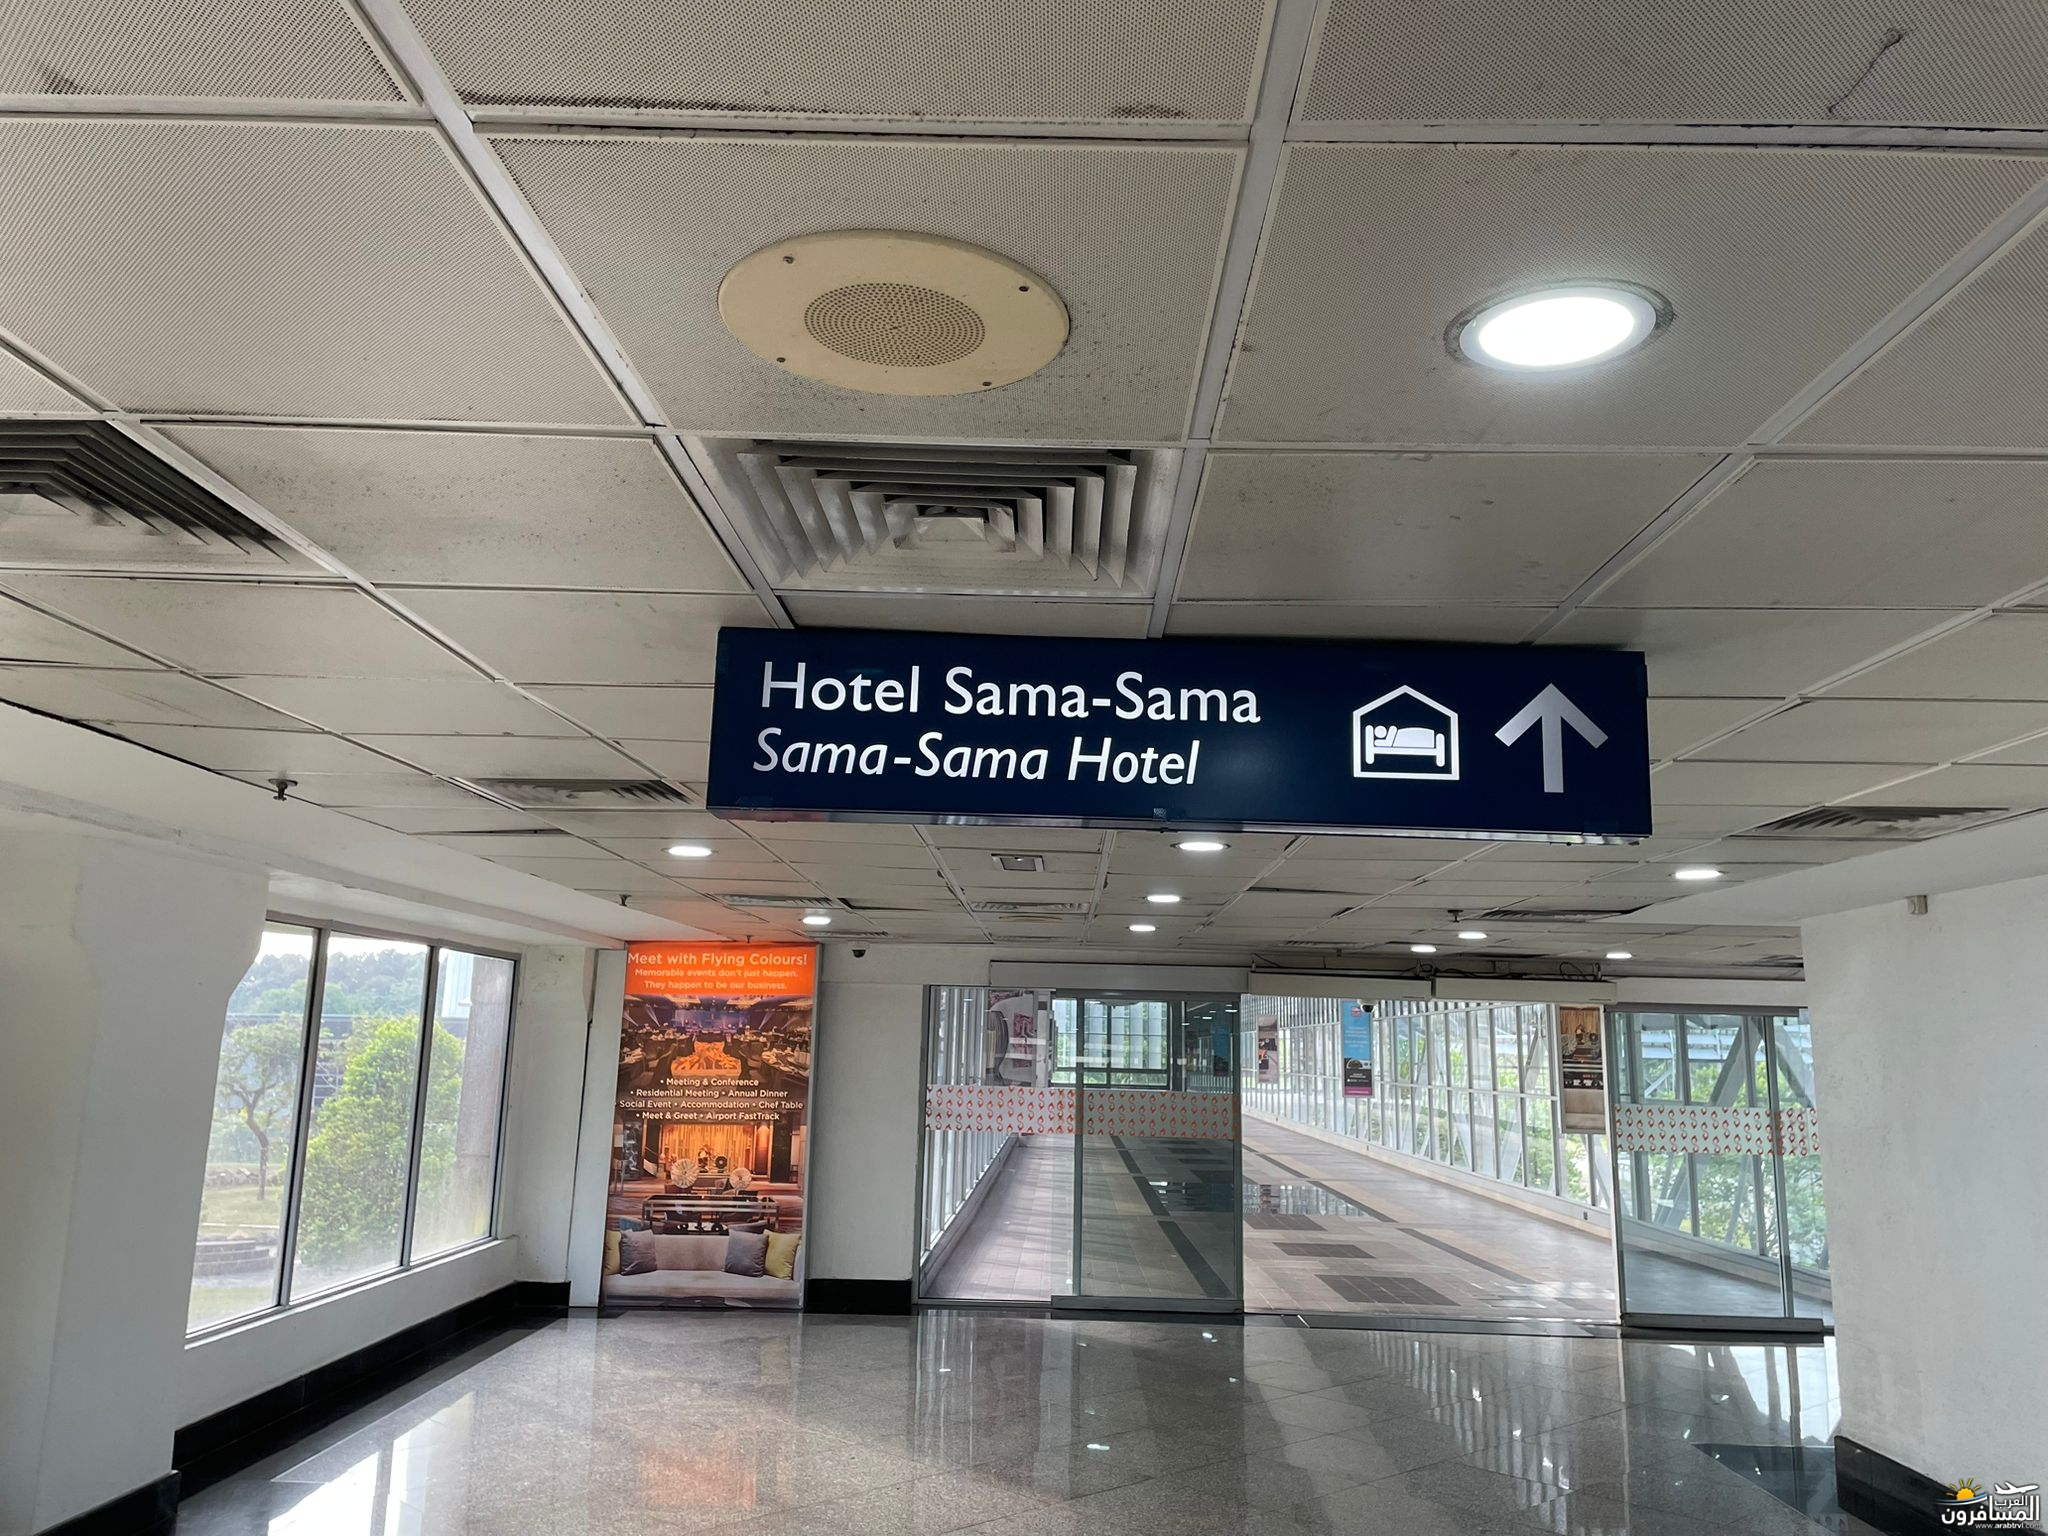 Hotel Sama-Sama
Sama-Sama Hotel
Meet with Flying Colours!
Memorable events don't just happen.
They happen to be our business.
• Meeting & Conference
• Residential Meeting • Annual Dinner
Social Event • Accommodation • Chef Table
• Meet & Greet • Airport FastTrack
العرب
المسافرون
www.arabtrvl.com